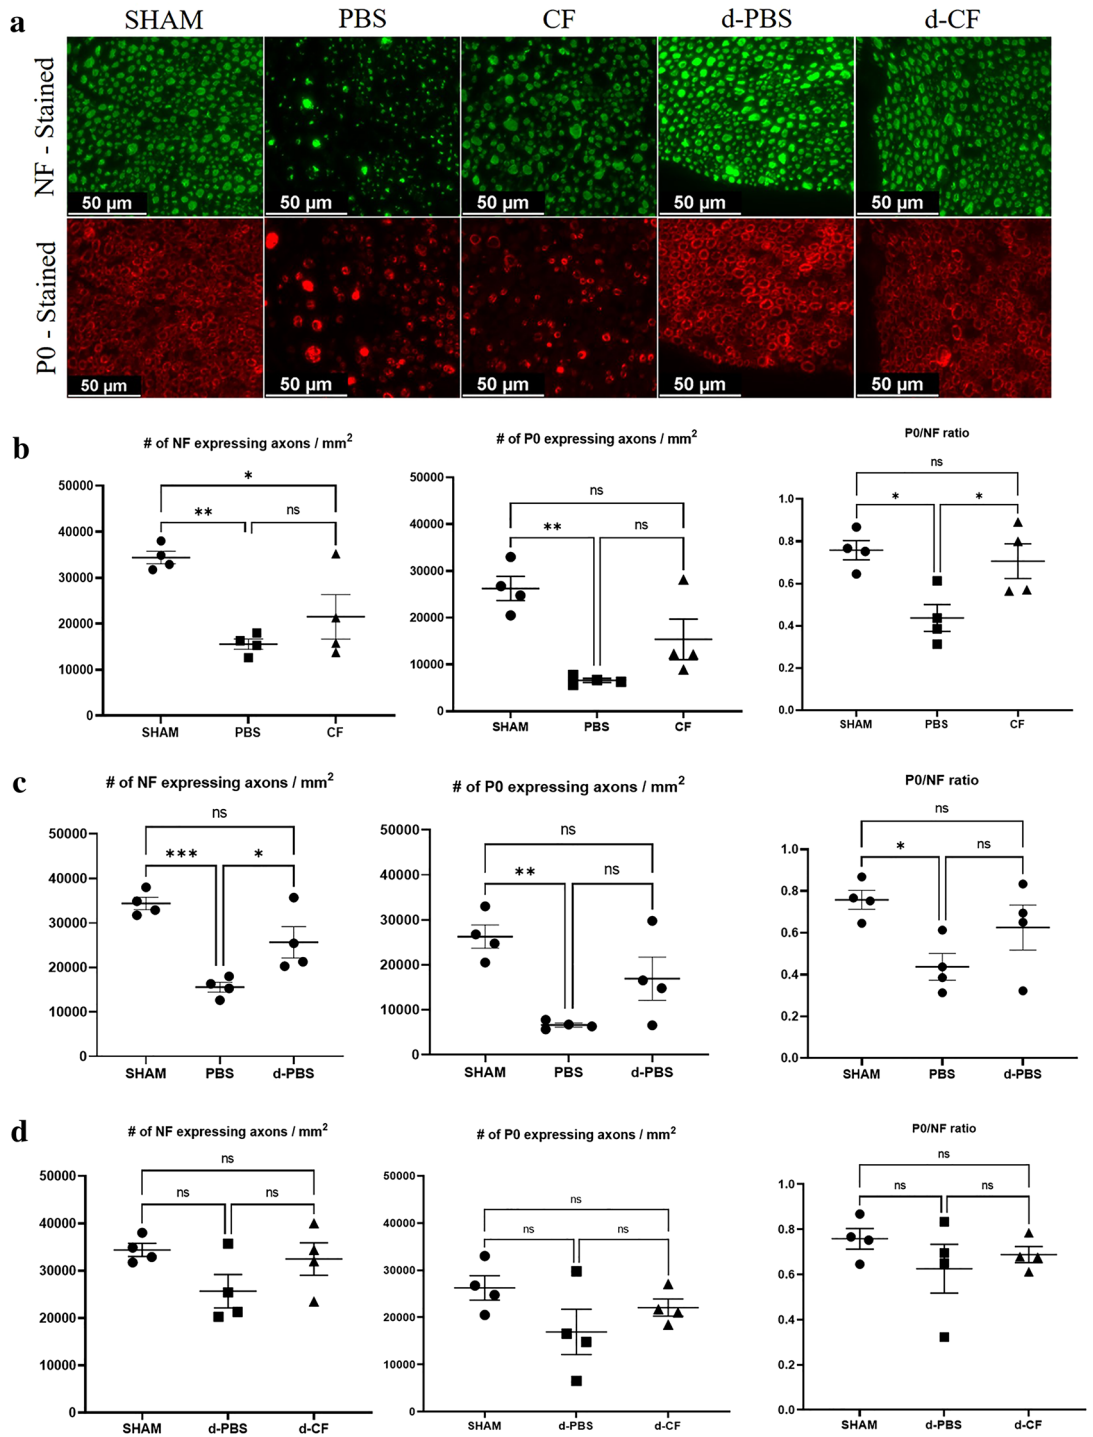 a
SHAM PBS CF d-PBS d-CF
NF - Stained
50 µm 50 µm 50 µm 50 µm 50 µm
P0 - Stained
50 µm 50 µm 50 µm 50 µm 50 µm
b
# of NF expressing axons / mm²
50000
40000
30000
20000
10000
0
*
** ns
SHAM PBS CF
# of P0 expressing axons / mm²
50000
40000
30000
20000
10000
0
ns
** ns
SHAM PBS CF
P0/NF ratio
1.0
0.8
0.6
0.4
0.2
0.0
ns
* *
SHAM PBS CF
c
# of NF expressing axons / mm²
50000
40000
30000
20000
10000
0
ns
*** *
SHAM PBS d-PBS
# of P0 expressing axons / mm²
50000
40000
30000
20000
10000
0
ns
** ns
SHAM PBS d-PBS
P0/NF ratio
1.0
0.8
0.6
0.4
0.2
0.0
ns
* ns
SHAM PBS d-PBS
d
# of NF expressing axons / mm²
50000
40000
30000
20000
10000
0
ns
ns ns
SHAM d-PBS d-CF
# of P0 expressing axons / mm²
50000
40000
30000
20000
10000
0
ns
ns ns
SHAM d-PBS d-CF
P0/NF ratio
1.0
0.8
0.6
0.4
0.2
0.0
ns
ns ns
SHAM d-PBS d-CF